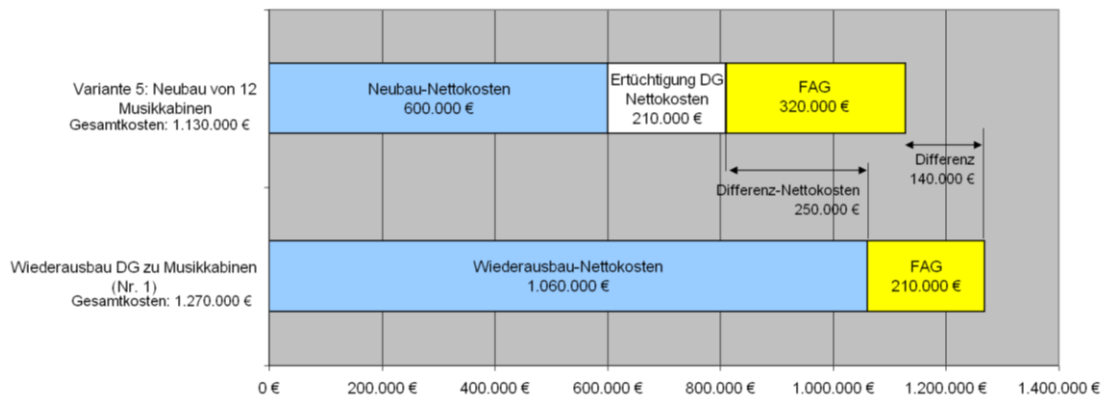 Variante 5: Neubau von 12
Musikkabinen
Gesamtkosten: 1.130.000 €
Neubau-Nettokosten
600.000 €
Ertüchtigung DG
Nettokosten
210.000 €
FAG
320.000 €
Differenz
140.000 €
Differenz-Nettokosten
250.000 €
Wiederausbau DG zu Musikkabinen
(Nr. 1)
Gesamtkosten: 1.270.000 €
Wiederausbau-Nettokosten
1.060.000 €
FAG
210.000 €
0 € 200.000 € 400.000 € 600.000 € 800.000 € 1.000.000 € 1.200.000 € 1.400.000 €